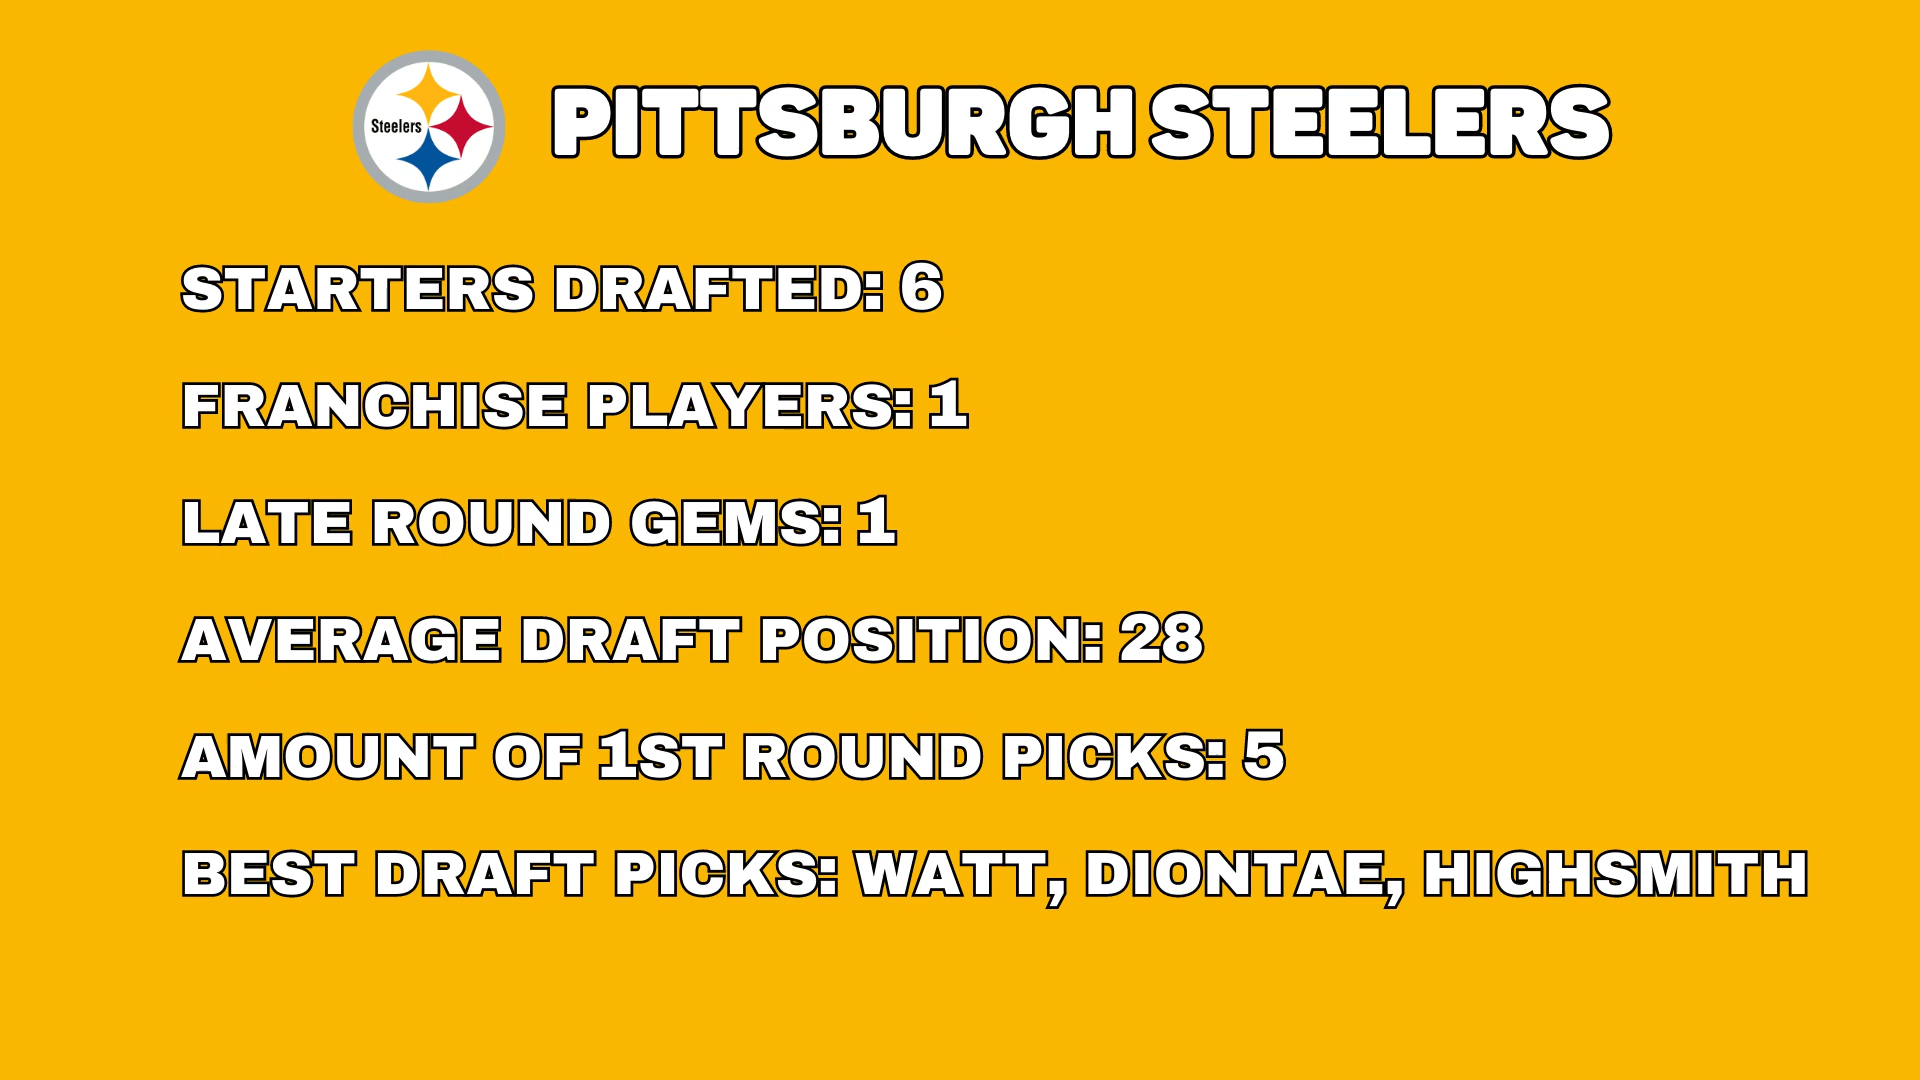 Steelers
PITTSBURGH STEELERS
STARTERS DRAFTED: 6
FRANCHISE PLAYERS: 1
LATE ROUND GEMS: 1
AVERAGE DRAFT POSITION: 28
AMOUNT OF 1ST ROUND PICKS: 5
BEST DRAFT PICKS: WATT, DIONTAE, HIGHSMITH